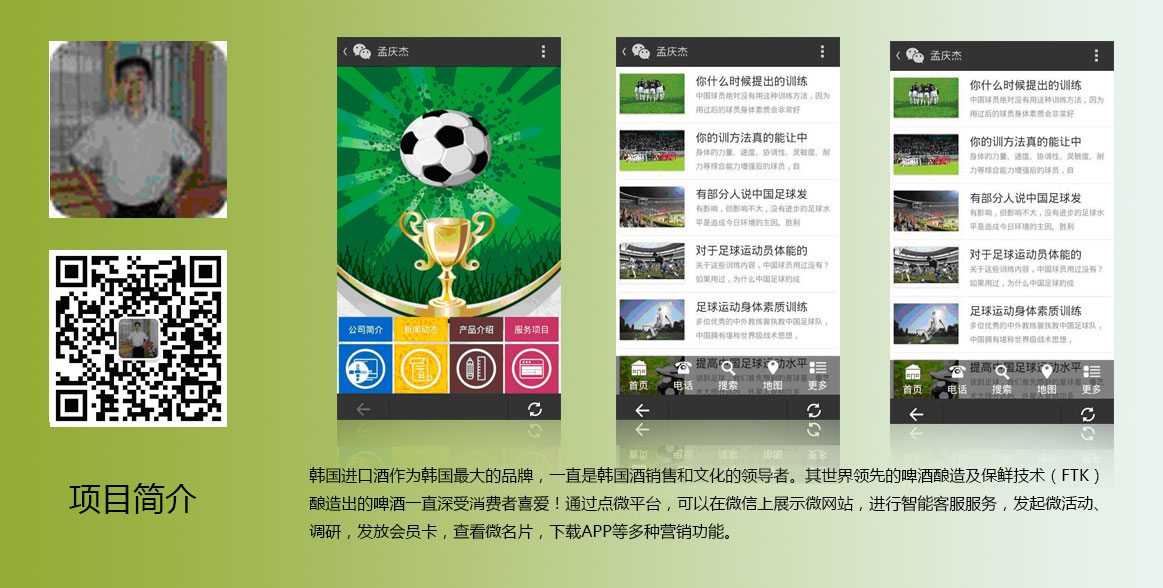 孟庆杰
公司简介
新闻动态
产品介绍
服务项目
孟庆杰
你什么时候提出的训练
中国球员绝对没有用这种训练方法，因为
用过后的球员身体素质会非常好
你的训方法真的能让中
身体的力量、速度、协调性、灵敏度、耐
力等综合能力增强后的球员，自
有部分人说中国足球发
有影响，但影响不大，没有进步的足球水
平是造成今日环境的主因。胜利
对于足球运动员体能的
关于这些训练内容，中国球员用过没有？
如果用过，为什么中国足球的成
足球运动身体素质训练
多位优秀的中外教练曾执教中国足球队，
中国拥有堪称世界级战术思想，
提高中国足球运动水平
首页
电话
搜索
地图
更多
孟庆杰
你什么时候提出的训练
中国球员绝对没有用这种训练方法，因为
用过后的球员身体素质会非常好
你的训方法真的能让中
身体的力量、速度、协调性、灵敏度、耐
力等综合能力增强后的球员，自
有部分人说中国足球发
有影响，但影响不大，没有进步的足球水
平是造成今日环境的主因。胜利
对于足球运动员体能的
关于这些训练内容，中国球员用过没有？
如果用过，为什么中国足球的成
足球运动身体素质训练
多位优秀的中外教练曾执教中国足球队，
中国拥有堪称世界级战术思想，
提高中国足球运动水平
首页
电话
搜索
地图
更多
项目简介
韩国进口酒作为韩国最大的品牌，一直是韩国酒销售和文化的领导者。其世界领先的啤酒酿造及保鲜技术（FTK）
酿造出的啤酒一直深受消费者喜爱！通过点微平台，可以在微信上展示微网站，进行智能客服服务，发起微活动、
调研，发放会员卡，查看微名片，下载APP等多种营销功能。